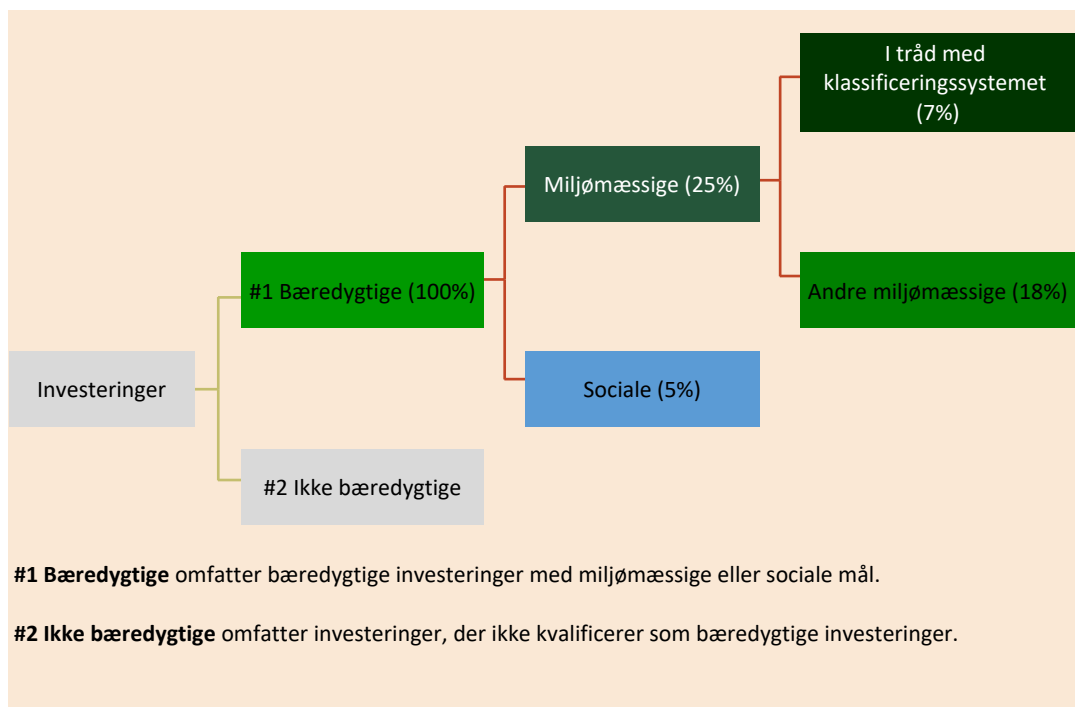 I tråd med
klassificeringssystemet
(7%)
Miljømæssige (25%)
#1 Bæredygtige (100%)
Andre miljømæssige (18%)
Investeringer
Sociale (5%)
#2 Ikke bæredygtige
#1 Bæredygtige omfatter bæredygtige investeringer med miljømæssige eller sociale mål.
#2 Ikke bæredygtige omfatter investeringer, der ikke kvalificerer som bæredygtige investeringer.